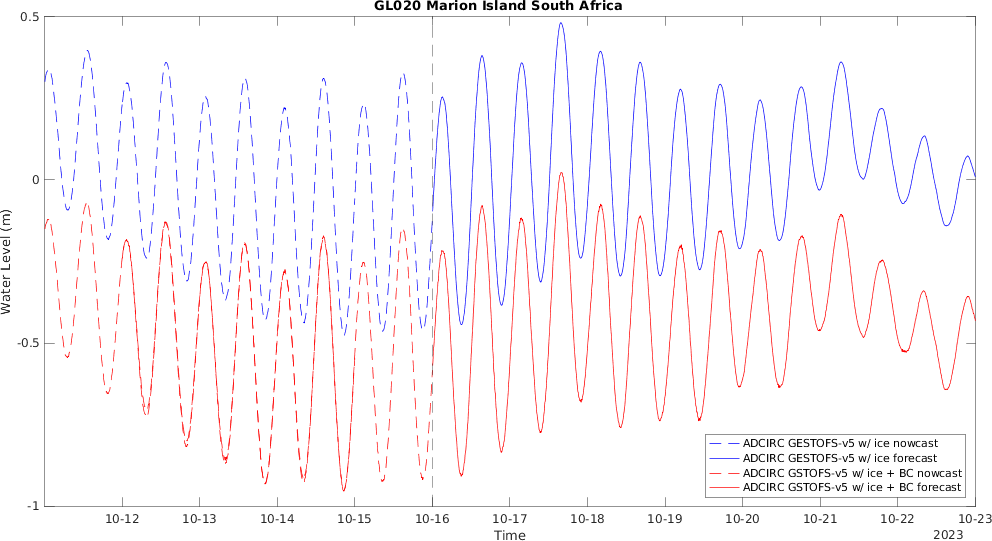 GL020 Marion Island South Africa
0.5
0
-0.5
-1
Water Level (m)
10-12 10-13 10-14 10-15 10-16 10-17 10-18 10-19 10-20 10-21 10-22 10-23
Time
2023
ADCIRC GESTOFS-v5 w/ ice nowcast
ADCIRC GESTOFS-v5 w/ ice forecast
ADCIRC GSTOFS-v5 w/ ice + BC nowcast
ADCIRC GSTOFS-v5 w/ ice + BC forecast